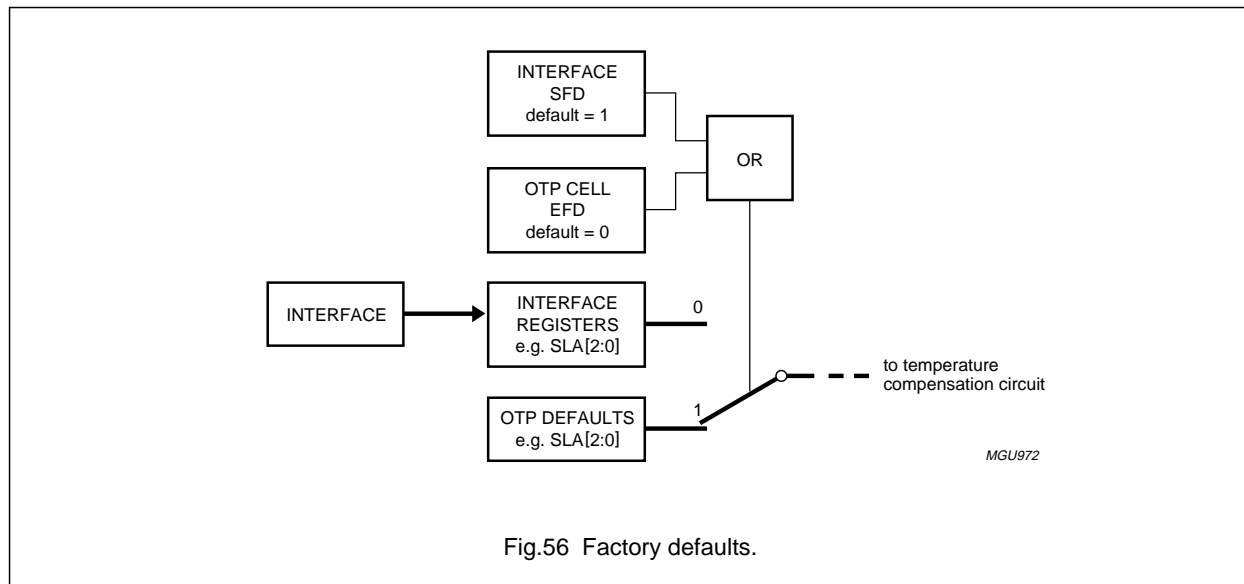 INTERFACE
SFD
default = 1
OR
OTP CELL
EFD
default = 0
INTERFACE
INTERFACE
REGISTERS
e.g. SLA[2:0]
0
to temperature
compensation circuit
OTP DEFAULTS
e.g. SLA[2:0]
1
MGU972
Fig.56 Factory defaults.